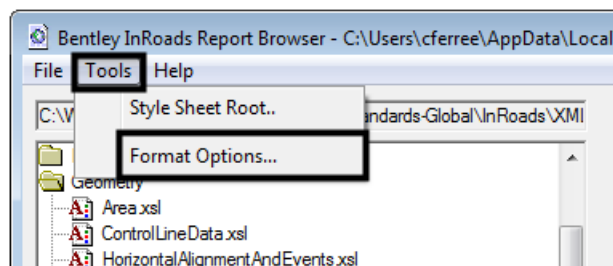 Bentley InRoads Report Browser - C:\Users\cferree\AppData\Local
File Tools Help
Style Sheet Root..
C:\W andards-Global\InRoads\XMI
Format Options...
Geometry
Area.xsl
ControlLineData.xsl
HorizontalAlignmentAndEvents.xsl